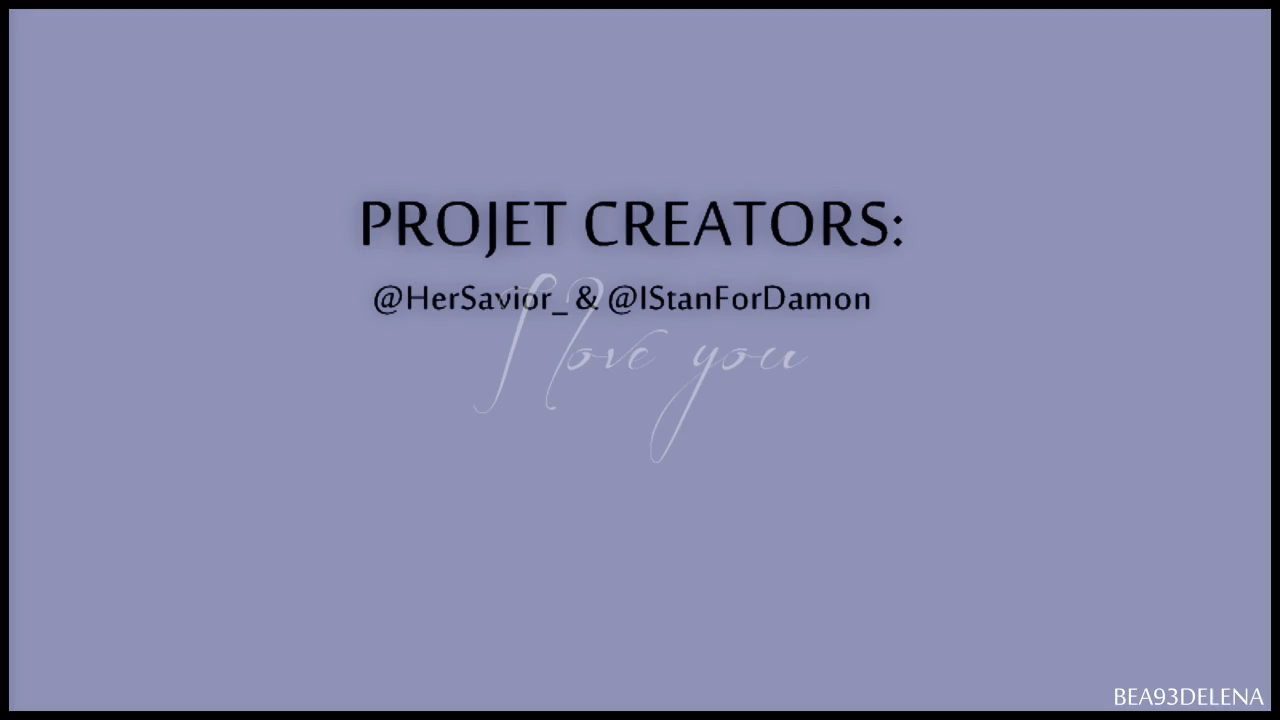 PROJET CREATORS:
@HerSavior_ & @IStanForDamon
I love you
BEA93DELENA